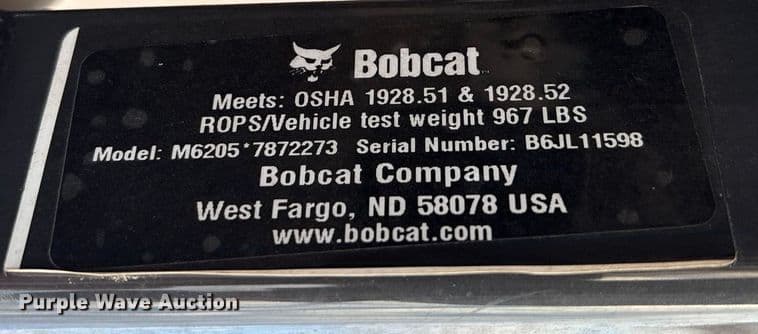 Bobcat
Meets: OSHA 1928.51 & 1928.52
ROPS/Vehicle test weight 967 LBS
Model: M6205*7872273 Serial Number: B6JL11598
Bobcat Company
West Fargo, ND 58078 USA
www.bobcat.com
Purple Wave Auction